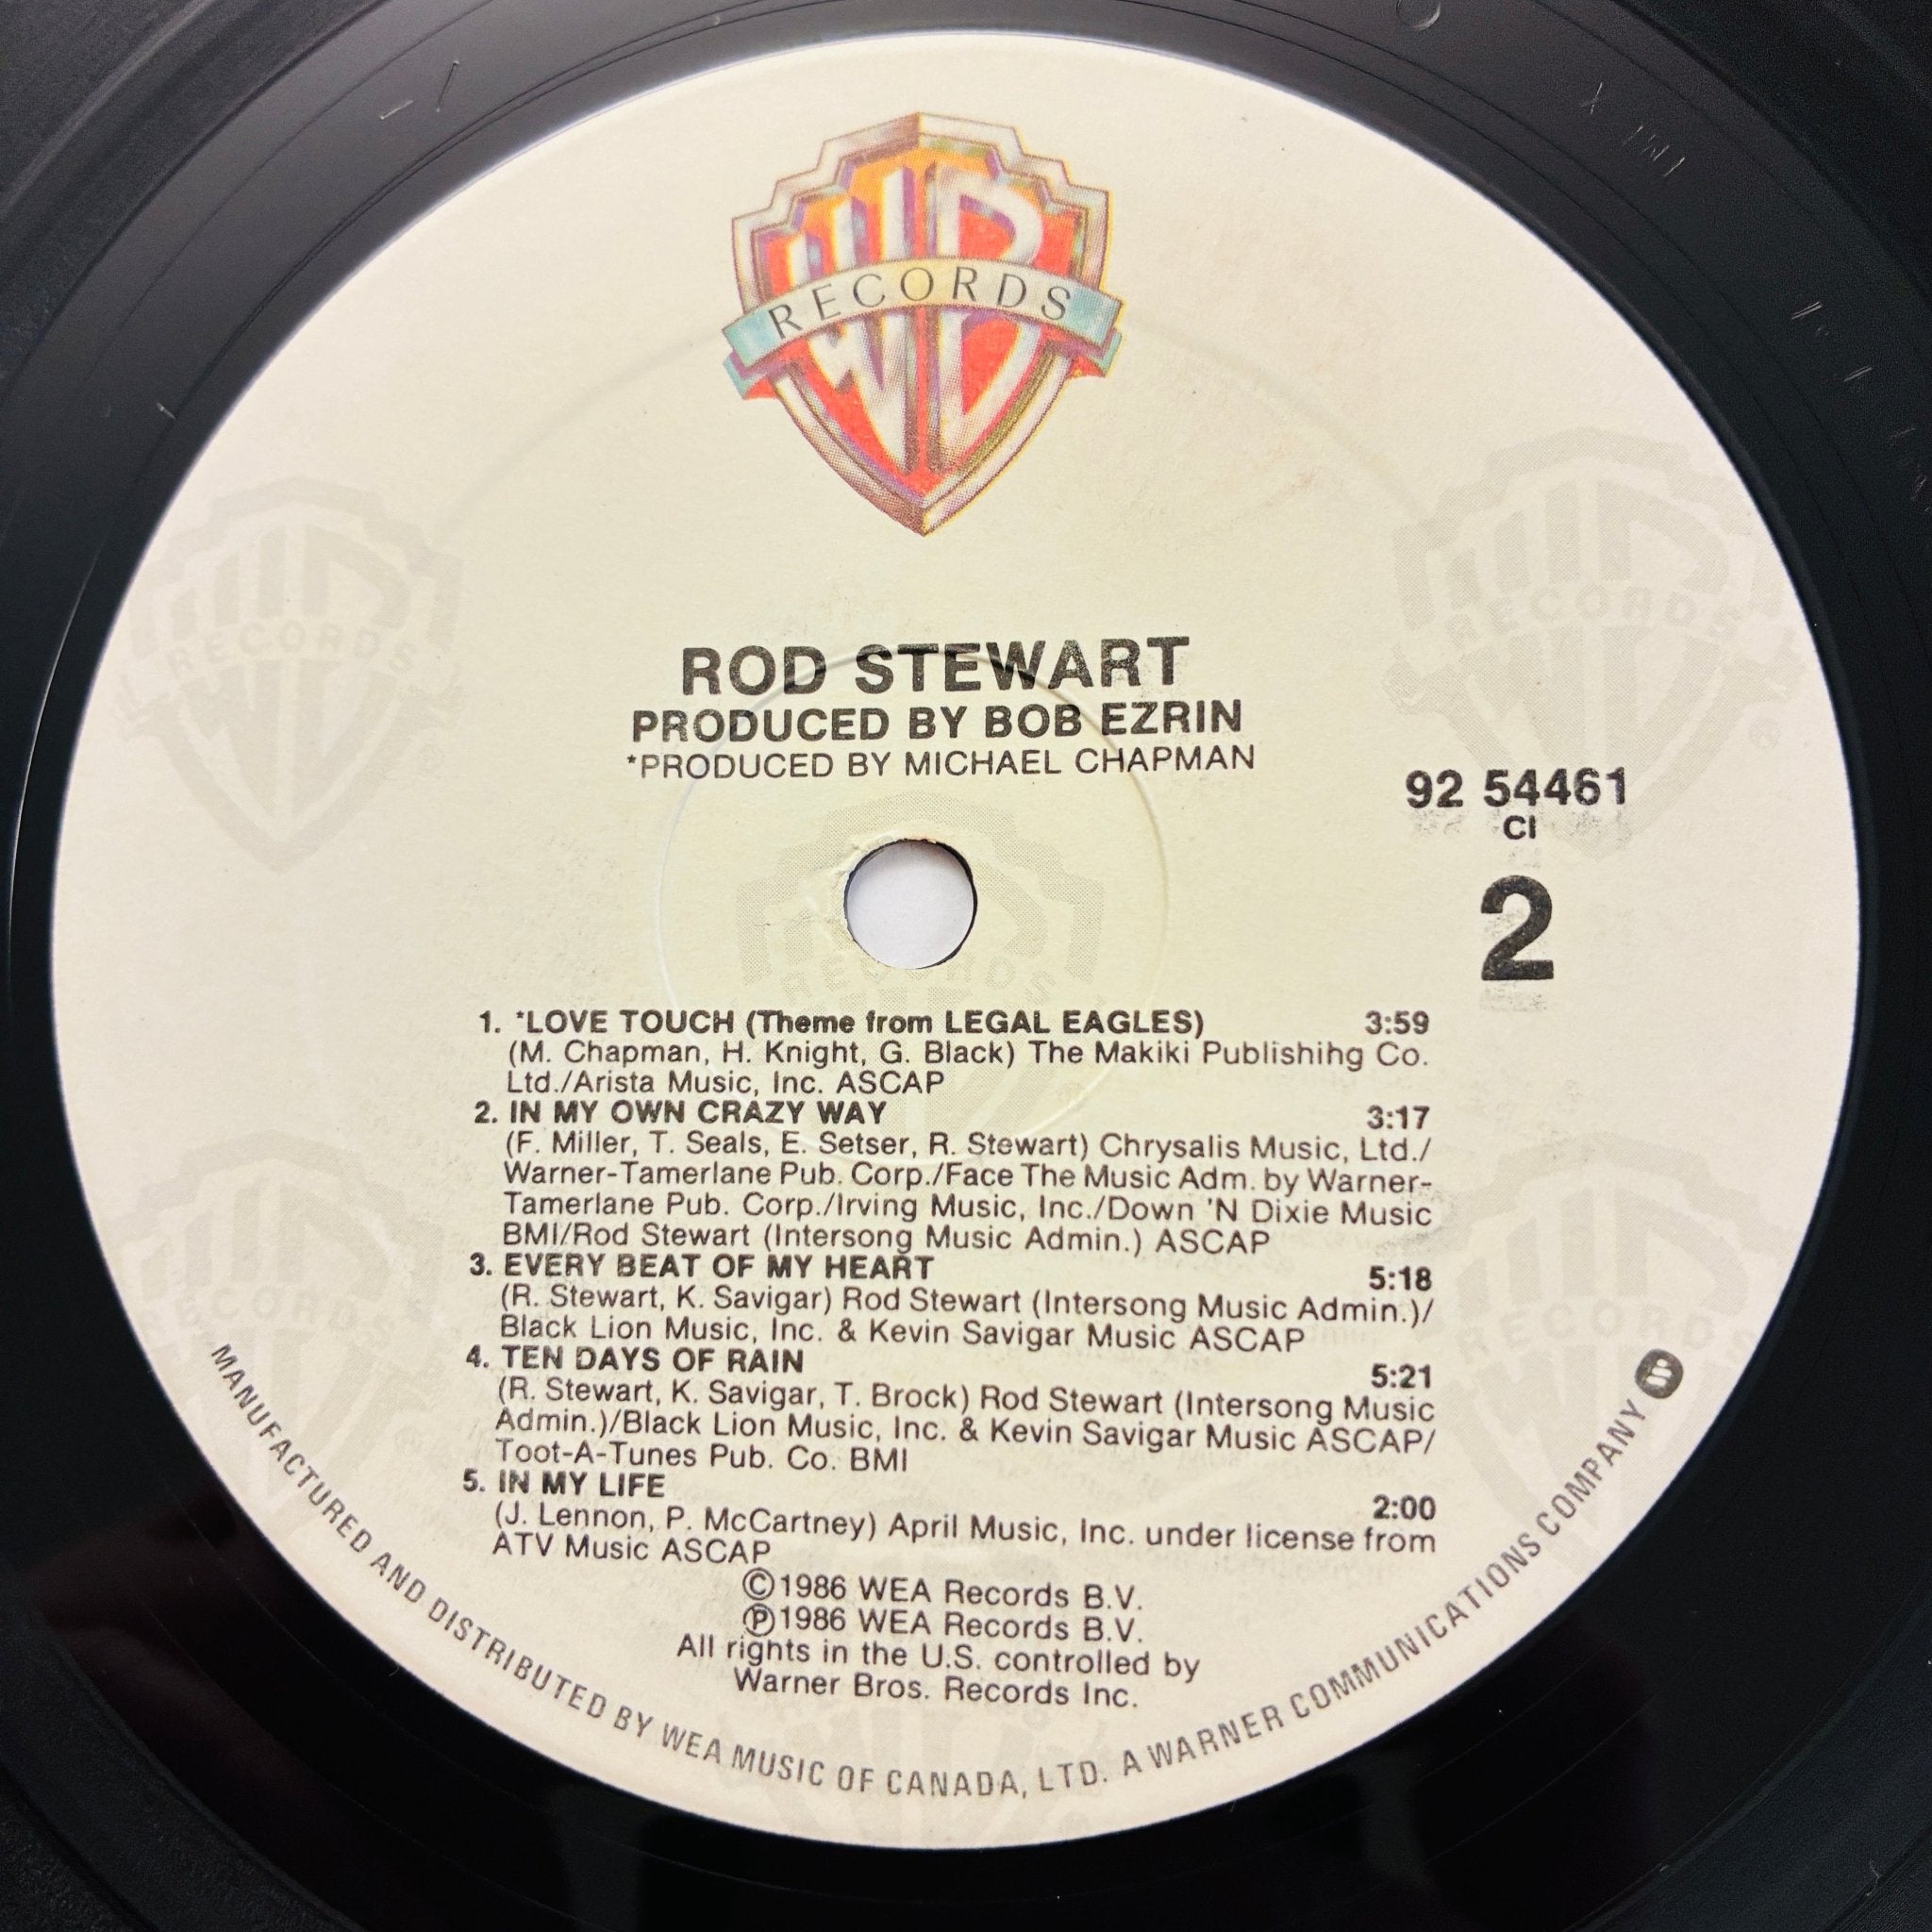 WB
RECORDS
ROD STEWART
PRODUCED BY BOB EZRIN
*PRODUCED BY MICHAEL CHAPMAN
92 54461
CI
2
1. *LOVE TOUCH (Theme from LEGAL EAGLES) 3:59
(M. Chapman, H. Knight, G. Black) The Makiki Publishihg Co.
Ltd./Arista Music, Inc. ASCAP
2. IN MY OWN CRAZY WAY 3:17
(F. Miller, T. Seals, E. Setser, R. Stewart) Chrysalis Music, Ltd./
Warner-Tamerlane Pub. Corp./Face The Music Adm. by Warner-
Tamerlane Pub. Corp./Irving Music, Inc./Down 'N Dixie Music
BMI/Rod Stewart (Intersong Music Admin.) ASCAP
3. EVERY BEAT OF MY HEART 5:18
(R. Stewart, K. Savigar) Rod Stewart (Intersong Music Admin.)/
Black Lion Music, Inc. & Kevin Savigar Music ASCAP
4. TEN DAYS OF RAIN 5:21
(R. Stewart, K. Savigar, T. Brock) Rod Stewart (Intersong Music
Admin.)/Black Lion Music, Inc. & Kevin Savigar Music ASCAP/
Toot-A-Tunes Pub. Co. BMI
5. IN MY LIFE 2:00
(J. Lennon, P. McCartney) April Music, Inc. under license from
ATV Music ASCAP
©1986 WEA Records B.V.
℗1986 WEA Records B.V.
All rights in the U.S. controlled by
Warner Bros. Records Inc.
MANUFACTURED AND DISTRIBUTED BY WEA MUSIC OF CANADA, LTD. A WARNER COMMUNICATIONS COMPANY
RECORDS
RECORDS
RECORDS
RECORDS
RECORDS